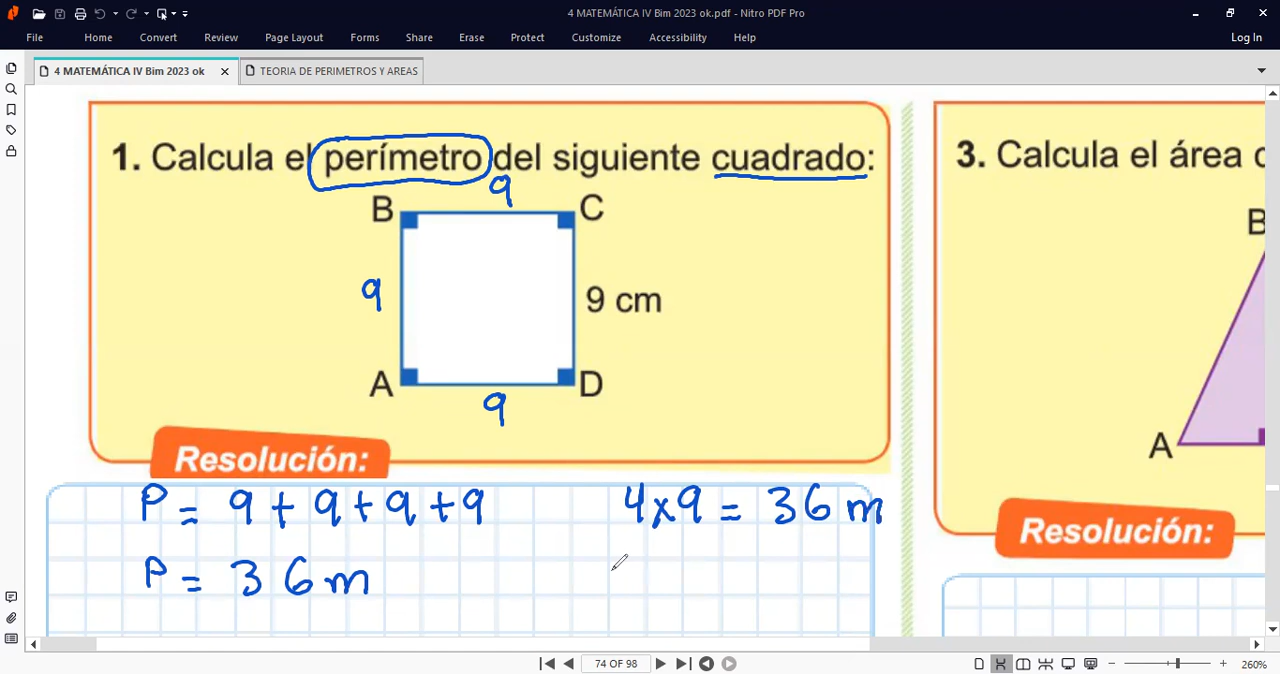 4 MATEMÁTICA IV Bim 2023 ok.pdf - Nitro PDF Pro
File Home Convert Review Page Layout Forms Share Erase Protect Customize Accessibility Help Log In
4 MATEMÁTICA IV Bim 2023 ok TEORIA DE PERIMETROS Y AREAS
1. Calcula el perímetro del siguiente cuadrado:
9
B C
9 9 cm
A D
9
Resolución:
P = 9 + 9 + 9 + 9 4x9 = 36 m
P = 36 m
3. Calcula el área
B
A
Resolución:
74 OF 98 260%